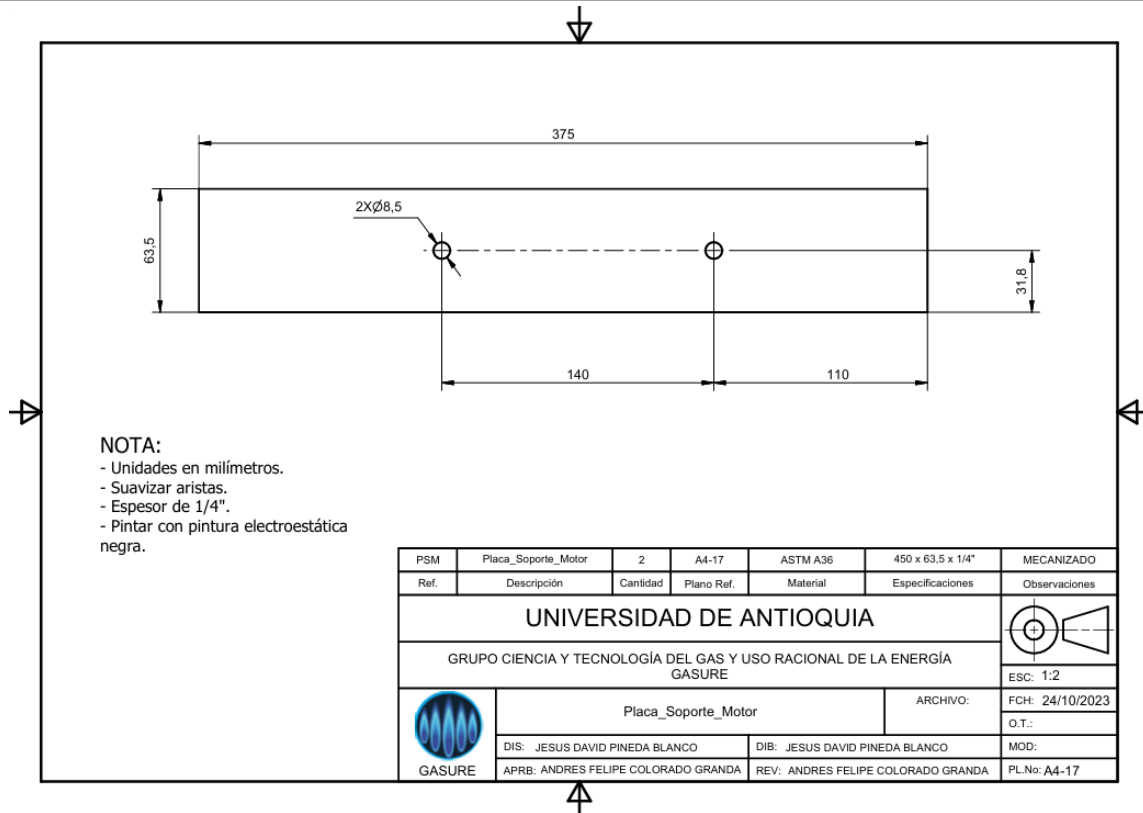 375
2XØ8,5
63,5
31,8
140
110
NOTA:
- Unidades en milímetros.
- Suavizar aristas.
- Espesor de 1/4".
- Pintar con pintura electroestática
negra.
PSM Placa_Soporte_Motor 2 A4-17 ASTM A36 450 x 63,5 x 1/4" MECANIZADO
Ref. Descripción Cantidad Plano Ref. Material Especificaciones Observaciones
UNIVERSIDAD DE ANTIOQUIA
GRUPO CIENCIA Y TECNOLOGÍA DEL GAS Y USO RACIONAL DE LA ENERGÍA
GASURE
ESC: 1:2
Placa_Soporte_Motor
ARCHIVO:
FCH: 24/10/2023
O.T.:
DIS: JESUS DAVID PINEDA BLANCO DIB: JESUS DAVID PINEDA BLANCO MOD:
GASURE
APRB: ANDRES FELIPE COLORADO GRANDA REV: ANDRES FELIPE COLORADO GRANDA PL.No: A4-17